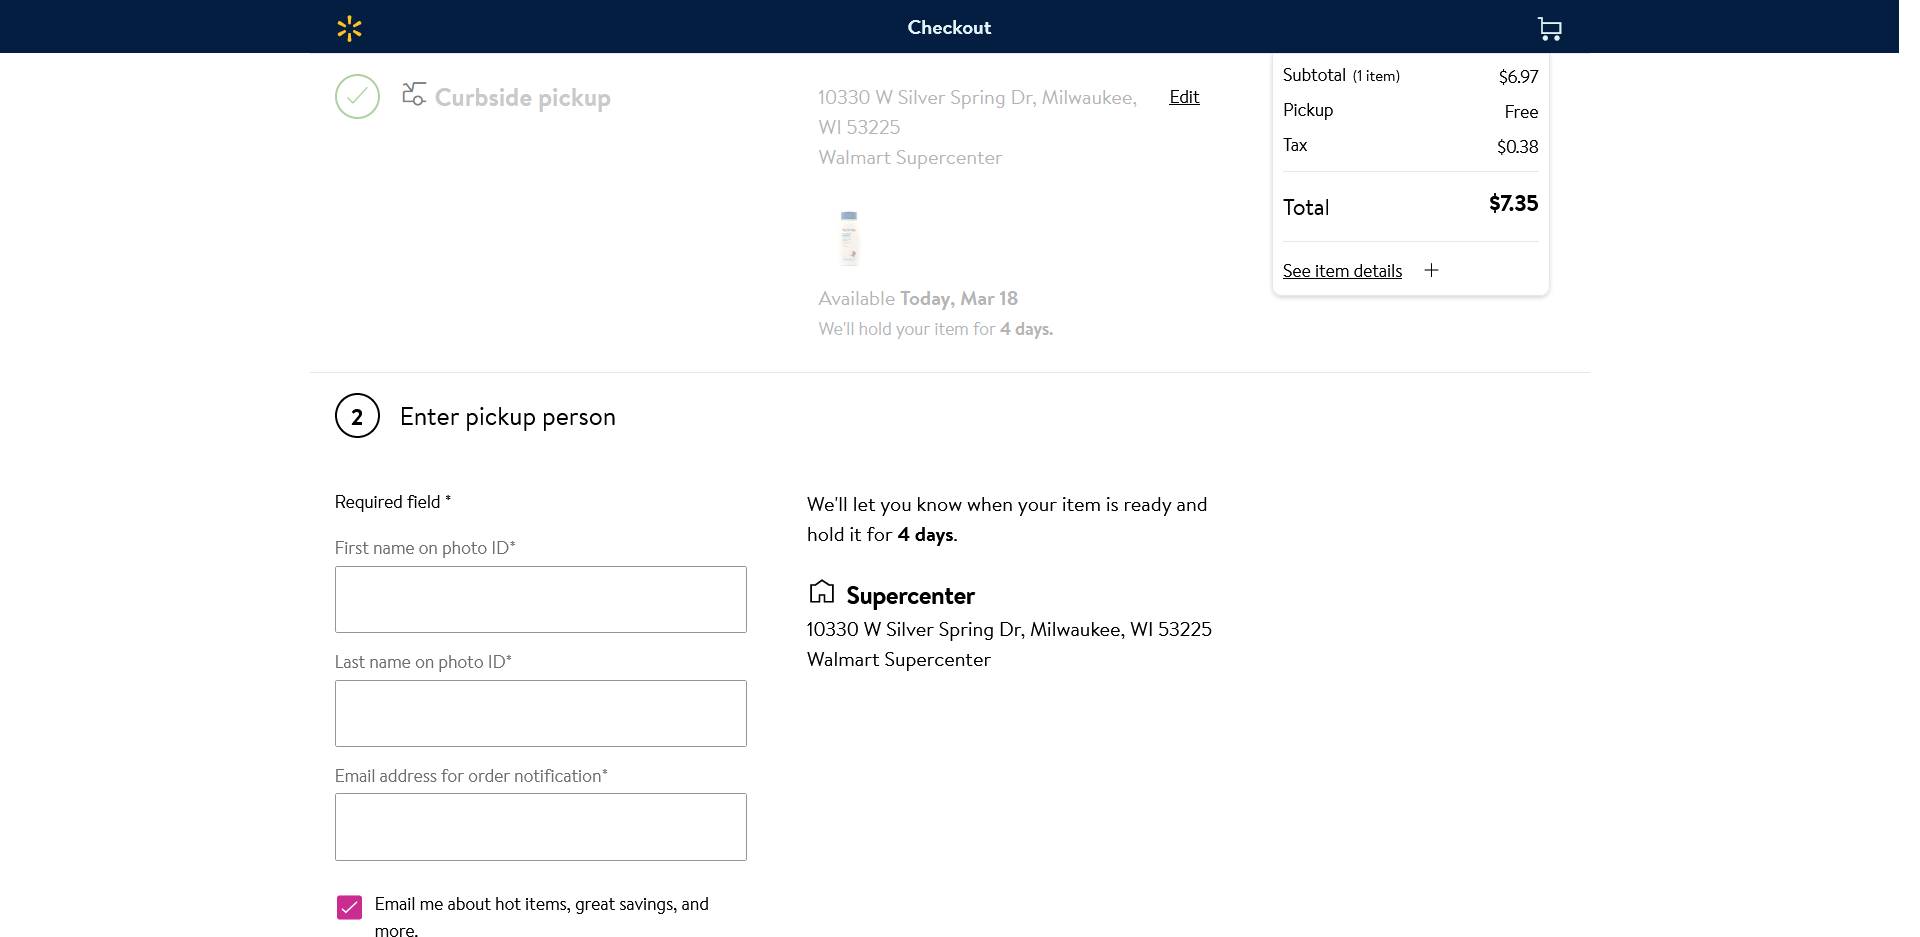 Checkout
Curbside pickup
10330 W Silver Spring Dr, Milwaukee,
WI 53225
Walmart Supercenter
Edit
Available Today, Mar 18
We'll hold your item for 4 days.
Subtotal (1 item) $6.97
Pickup Free
Tax $0.38
Total $7.35
See item details +
2 Enter pickup person
Required field *
First name on photo ID*
Last name on photo ID*
Email address for order notification*
Email me about hot items, great savings, and
more.
We'll let you know when your item is ready and
hold it for 4 days.
Supercenter
10330 W Silver Spring Dr, Milwaukee, WI 53225
Walmart Supercenter